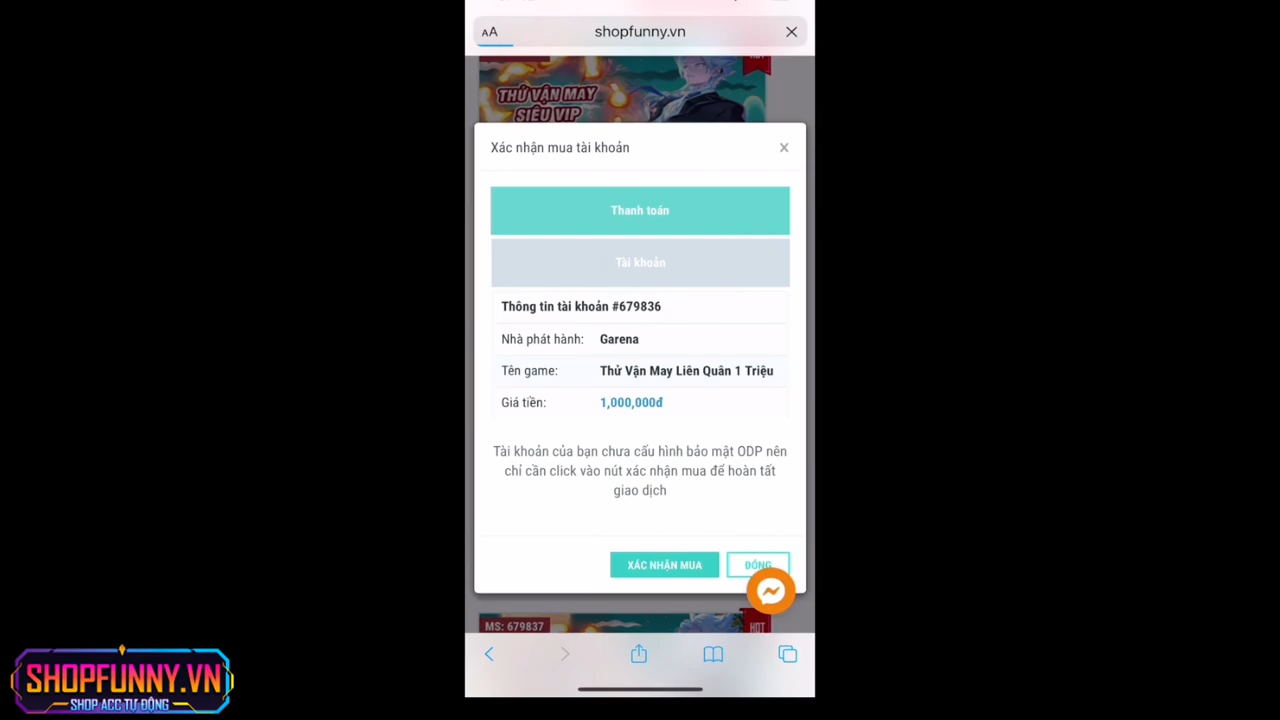 AA shopfunny.vn
HOT
THỬ VẬN MAY
SIÊU VIP
Xác nhận mua tài khoản
Thanh toán
Tài khoản
Thông tin tài khoản #679836
Nhà phát hành: Garena
Tên game: Thử Vận May Liên Quân 1 Triệu
Giá tiền: 1,000,000đ
Tài khoản của bạn chưa cấu hình bảo mật ODP nên
chỉ cần click vào nút xác nhận mua để hoàn tất
giao dịch
XÁC NHẬN MUA ĐÓNG
MS: 679837 HOT
SHOPFUNNY.VN
SHOP ACC TỰ ĐỘNG